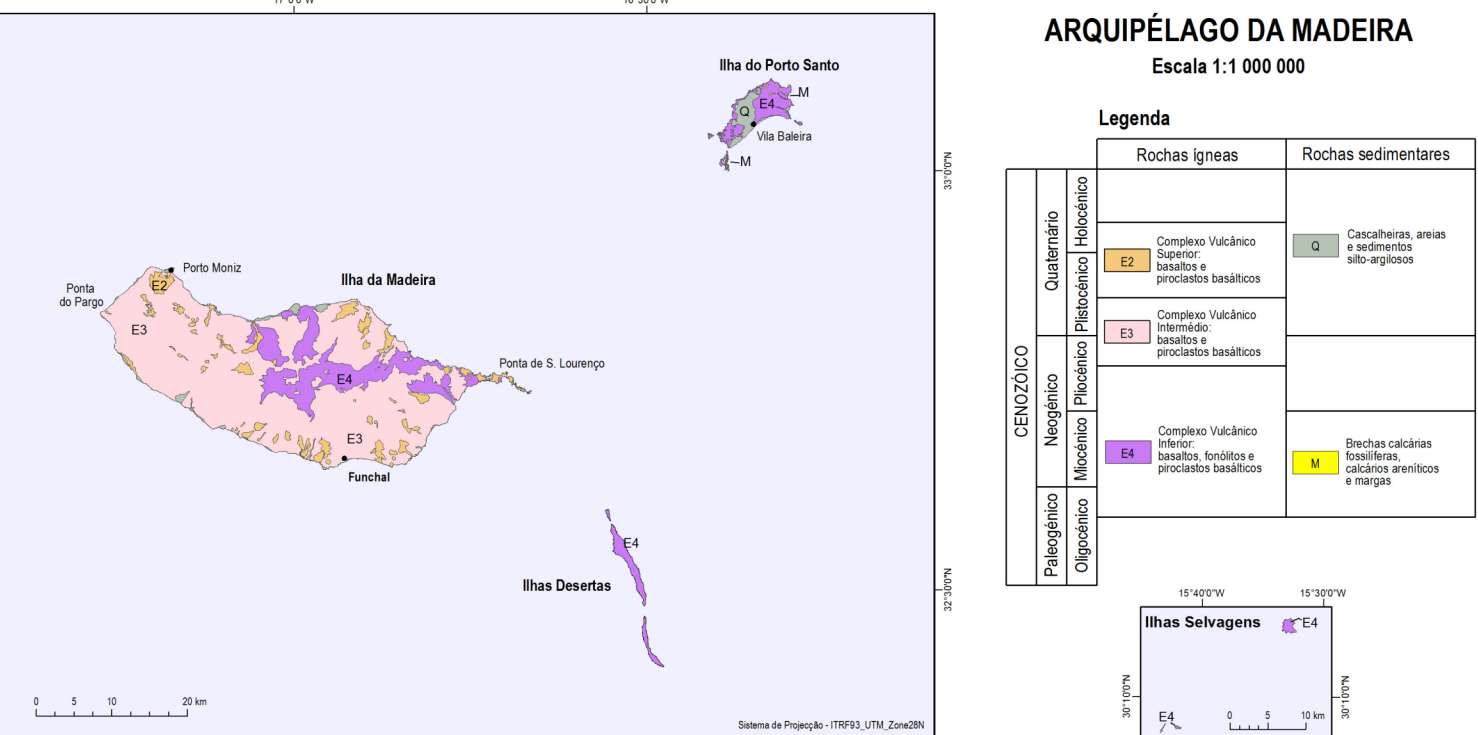 ARQUIPÉLAGO DA MADEIRA
Escala 1:1 000 000
Ilha do Porto Santo
M
E4
Q
Vila Baleira
M
33°0'0"N
Porto Moniz
Ilha da Madeira
Ponta
do Pargo
E2
E3
Ponta de S. Lourenço
E4
E3
Funchal
E4
Ilhas Desertas
32°30'0"N
0 5 10 20 km
Sistema de Projecção - ITRF93_UTM_Zone28N
Legenda
Rochas ígneas
Rochas sedimentares
CENOZÓICO
Quaternário
Neogénico
Paleogénico
Holocénico
Plistocénico
Pliocénico
Miocénico
Oligocénico
E2
Complexo Vulcânico
Superior:
basaltos e
piroclastos basálticos
E3
Complexo Vulcânico
Intermédio:
basaltos e
piroclastos basálticos
E4
Complexo Vulcânico
Inferior:
basaltos, fonólitos e
piroclastos basálticos
Q
Cascalheiras, areias
e sedimentos
silto-argilosos
M
Brechas calcárias
fossilíferas,
calcários areníticos
e margas
15°40'0"W
15°30'0"W
Ilhas Selvagens
E4
30°10'0"N
30°10'0"N
E4
0 5 10 km